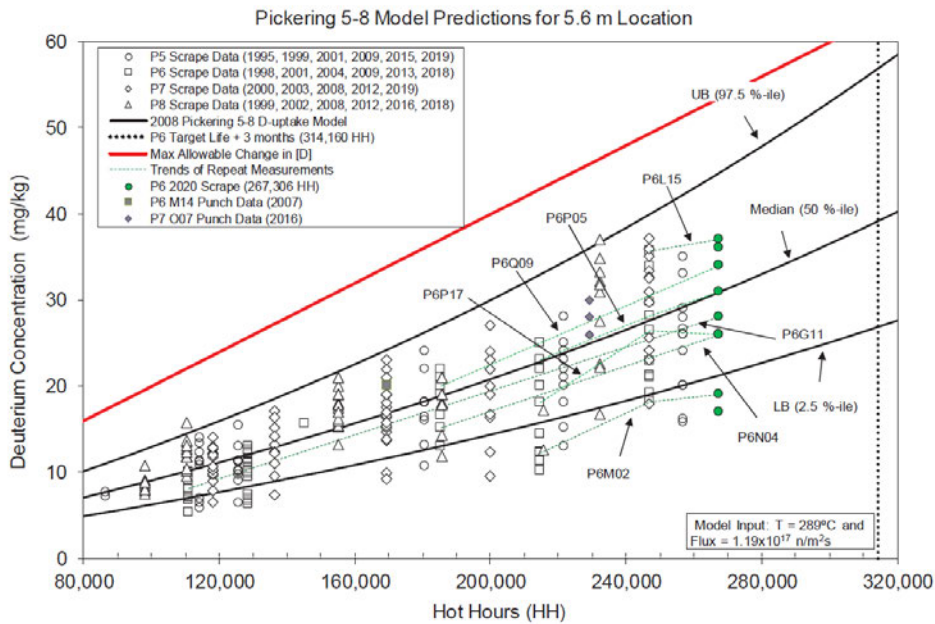 Pickering 5-8 Model Predictions for 5.6 m Location
P5 Scrape Data (1995, 1999, 2001, 2009, 2015, 2019)
P6 Scrape Data (1998, 2001, 2004, 2009, 2013, 2018)
P7 Scrape Data (2000, 2003, 2008, 2012, 2019)
P8 Scrape Data (1999, 2002, 2008, 2012, 2016, 2018)
2008 Pickering 5-8 D-uptake Model
P6 Target Life + 3 months (314,160 HH)
Max Allowable Change in [D]
Trends of Repeat Measurements
P6 2020 Scrape (267,306 HH)
P6 M14 Punch Data (2007)
P7 O07 Punch Data (2016)
UB (97.5 %-ile)
P6L15
Median (50 %-ile)
P6P05
P6Q09
P6P17
P6G11
LB (2.5 %-ile)
P6N04
P6M02
Model Input: T = 289ºC and
Flux = 1.19x10¹⁷ n/m²s
Deuterium Concentration (mg/kg)
60
50
40
30
20
10
0
80,000 120,000 160,000 200,000 240,000 280,000 320,000
Hot Hours (HH)